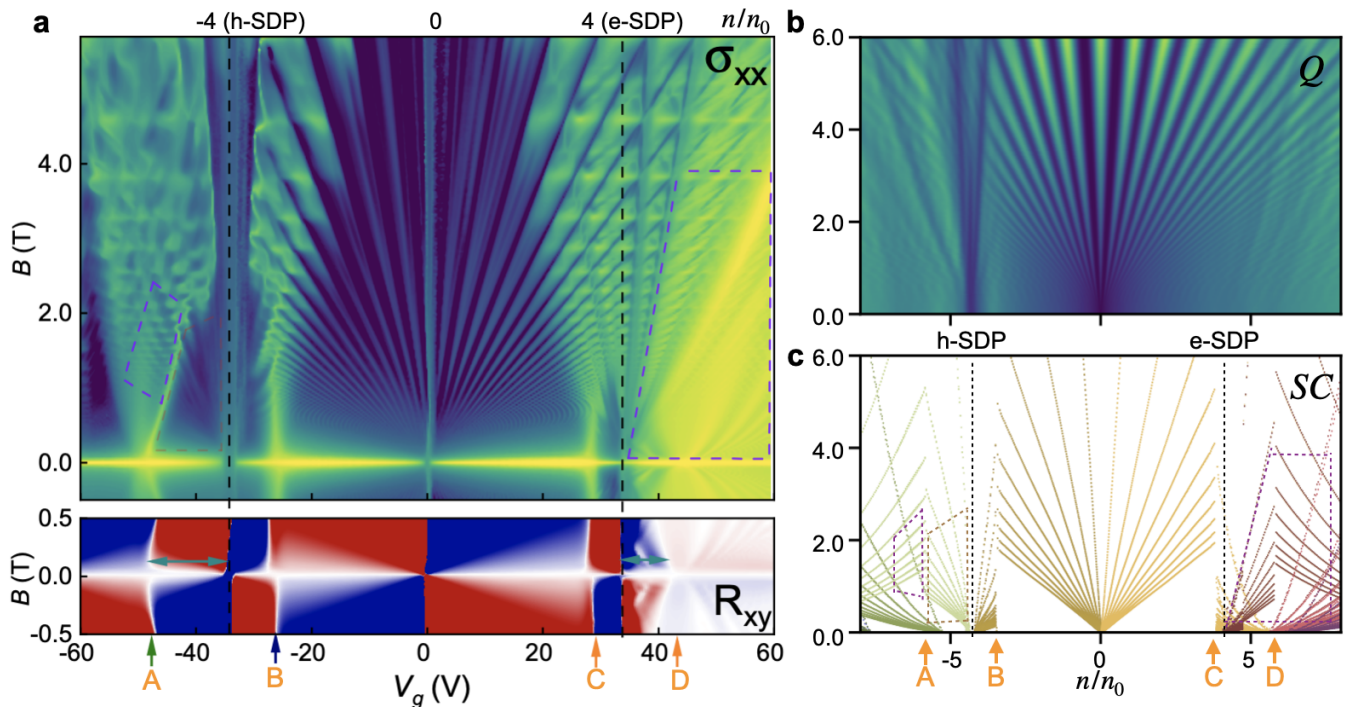 a
-4 (h-SDP) 0 4 (e-SDP) n/n₀
σxx
B (T)
4.0
2.0
0.0
B (T)
0.5
0.0
-0.5
Rxy
-60 -40 -20 0 20 40 60
A B C D
Vg (V)
b
Q
6.0
4.0
2.0
0.0
c
h-SDP e-SDP
SC
6.0
4.0
2.0
0.0
-5 0 5
A B C D
n/n₀